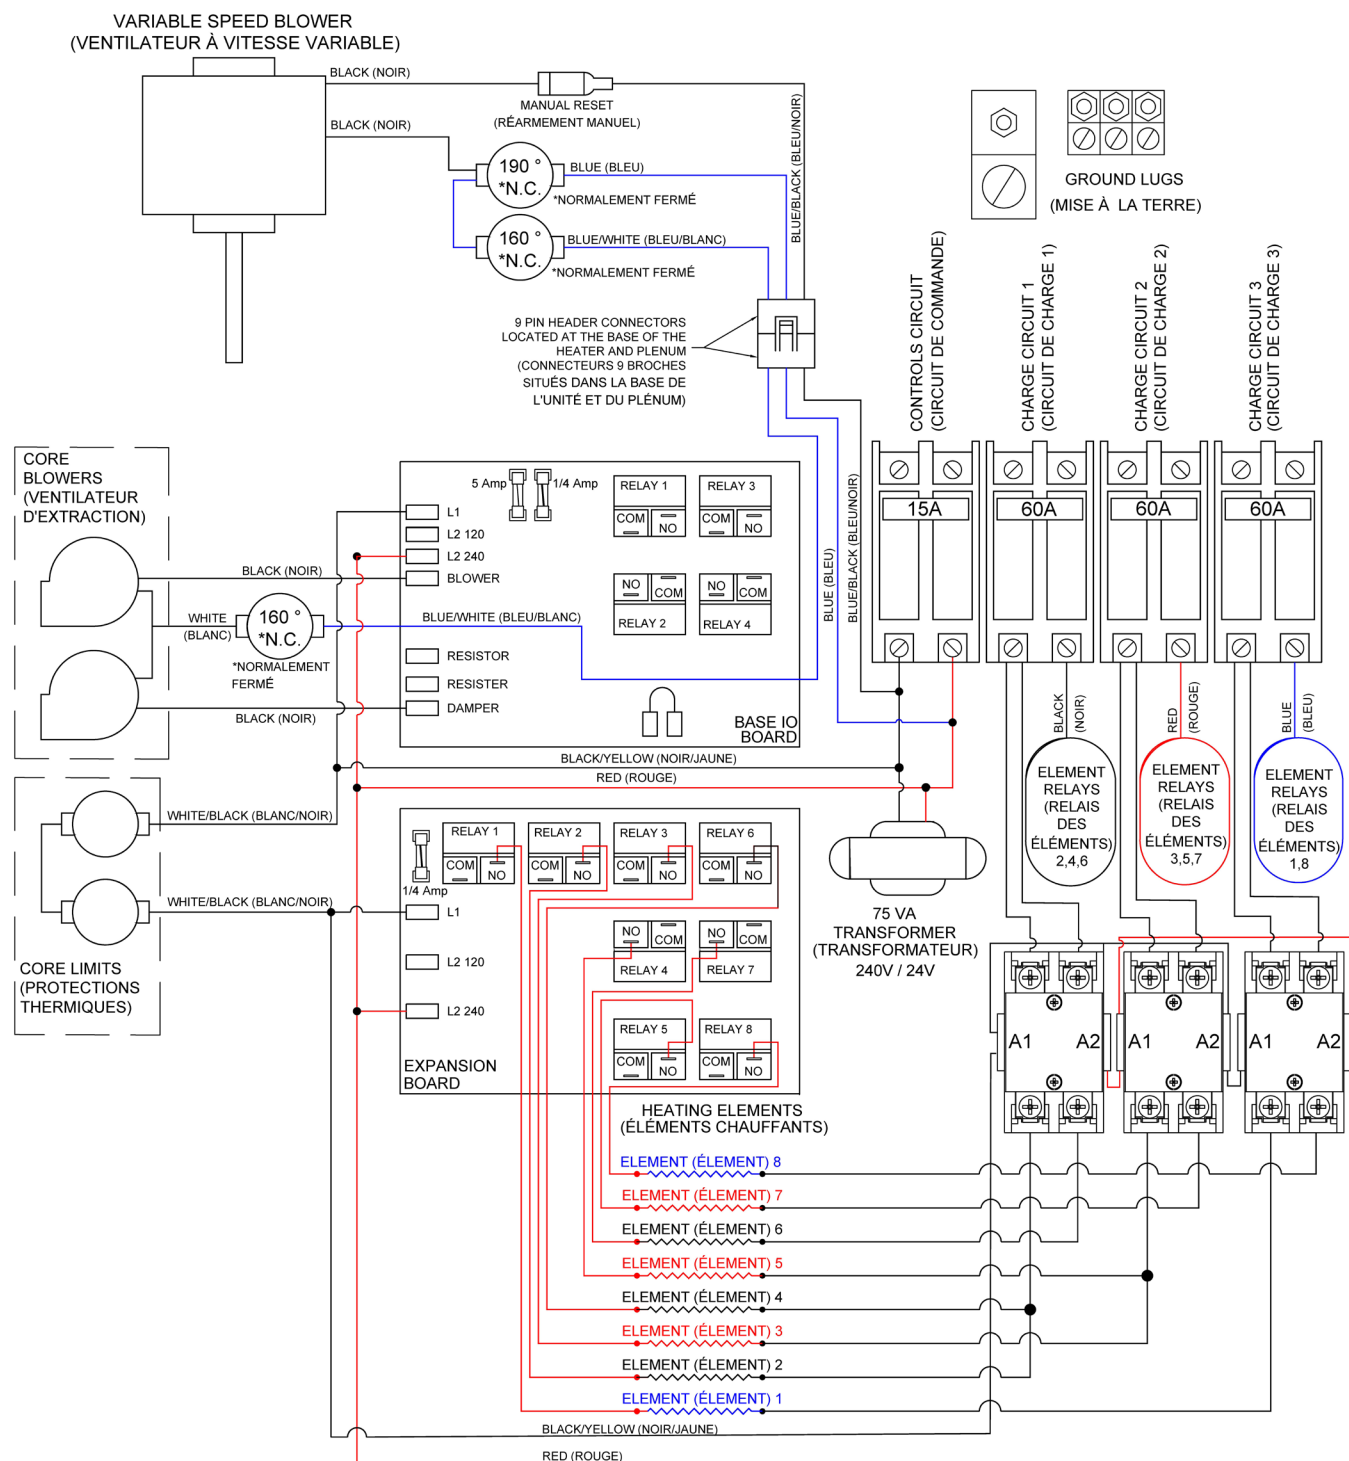 VARIABLE SPEED BLOWER
(VENTILATEUR À VITESSE VARIABLE)
BLACK (NOIR)
MANUAL RESET
(RÉARMEMENT MANUEL)
BLACK (NOIR)
190 °
*N.C.
BLUE (BLEU)
*NORMALEMENT FERMÉ
160 °
*N.C.
BLUE/WHITE (BLEU/BLANC)
*NORMALEMENT FERMÉ
BLUE/BLACK (BLEU/NOIR)
GROUND LUGS
(MISE À LA TERRE)
9 PIN HEADER CONNECTORS
LOCATED AT THE BASE OF THE
HEATER AND PLENUM
(CONNECTEURS 9 BROCHES
SITUÉS DANS LA BASE DE
L'UNITÉ ET DU PLÉNUM)
CONTROLS CIRCUIT
(CIRCUIT DE COMMANDE)
CHARGE CIRCUIT 1
(CIRCUIT DE CHARGE 1)
CHARGE CIRCUIT 2
(CIRCUIT DE CHARGE 2)
CHARGE CIRCUIT 3
(CIRCUIT DE CHARGE 3)
15A
60A
60A
60A
CORE
BLOWERS
(VENTILATEUR
D'EXTRACTION)
BLACK (NOIR)
WHITE
(BLANC)
160 °
*N.C.
*NORMALEMENT
FERMÉ
BLACK (NOIR)
5 Amp
1/4 Amp
L1
L2 120
L2 240
BLOWER
BLUE/WHITE (BLEU/BLANC)
RESISTOR
RESISTER
DAMPER
RELAY 1
COM
NO
RELAY 3
COM
NO
NO
COM
RELAY 2
NO
COM
RELAY 4
BASE IO
BOARD
BLUE (BLEU)
BLUE/BLACK (BLEU/NOIR)
BLACK/YELLOW (NOIR/JAUNE)
RED (ROUGE)
BLACK
(NOIR)
RED
(ROUGE)
BLUE
(BLEU)
ELEMENT
RELAYS
(RELAIS
DES
ÉLÉMENTS)
2,4,6
ELEMENT
RELAYS
(RELAIS
DES
ÉLÉMENTS)
3,5,7
ELEMENT
RELAYS
(RELAIS
DES
ÉLÉMENTS)
1,8
WHITE/BLACK (BLANC/NOIR)
WHITE/BLACK (BLANC/NOIR)
CORE LIMITS
(PROTECTIONS
THERMIQUES)
1/4 Amp
L1
L2 120
L2 240
RELAY 1
COM
NO
RELAY 2
COM
NO
RELAY 3
COM
NO
RELAY 6
COM
NO
NO
COM
RELAY 4
NO
COM
RELAY 7
RELAY 5
COM
NO
RELAY 8
COM
NO
EXPANSION
BOARD
75 VA
TRANSFORMER
(TRANSFORMATEUR)
240V / 24V
A1
A2
A1
A2
A1
A2
HEATING ELEMENTS
(ÉLÉMENTS CHAUFFANTS)
ELEMENT (ÉLEMENT) 8
ELEMENT (ÉLEMENT) 7
ELEMENT (ÉLEMENT) 6
ELEMENT (ÉLEMENT) 5
ELEMENT (ÉLEMENT) 4
ELEMENT (ÉLEMENT) 3
ELEMENT (ÉLEMENT) 2
ELEMENT (ÉLEMENT) 1
BLACK/YELLOW (NOIR/JAUNE)
RED (ROUGE)